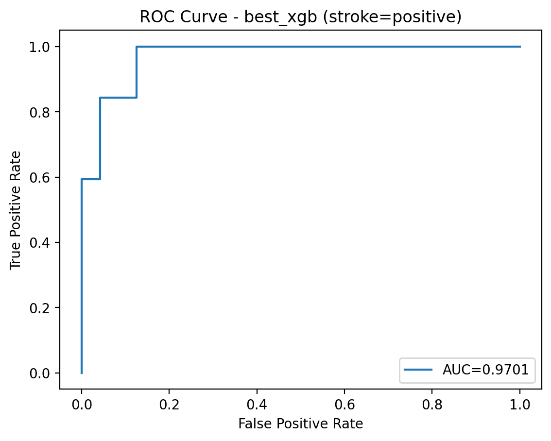 ROC Curve - best_xgb (stroke=positive)
True Positive Rate
1.0
0.8
0.6
0.4
0.2
0.0
AUC=0.9701
0.0 0.2 0.4 0.6 0.8 1.0
False Positive Rate